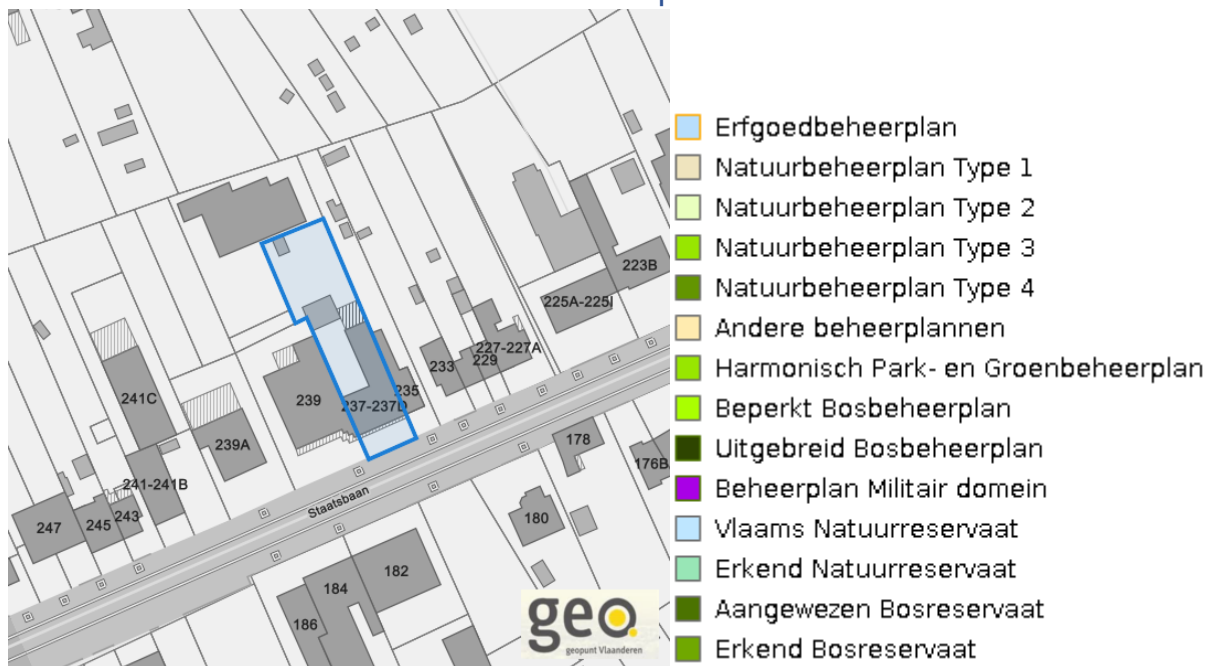 223B
225A-225I
227-227A
229
233
235
237-237D
239
239A
241C
241-241B
243
245
247
Staatsbaan
178
176B
180
182
184
186
geo
geopunt Vlaanderen
Erfgoedbeheerplan
Natuurbeheerplan Type 1
Natuurbeheerplan Type 2
Natuurbeheerplan Type 3
Natuurbeheerplan Type 4
Andere beheerplannen
Harmonisch Park- en Groenbeheerplan
Beperkt Bosbeheerplan
Uitgebreid Bosbeheerplan
Beheerplan Militair domein
Vlaams Natuurreservaat
Erkend Natuurreservaat
Aangewezen Bosreservaat
Erkend Bosreservaat